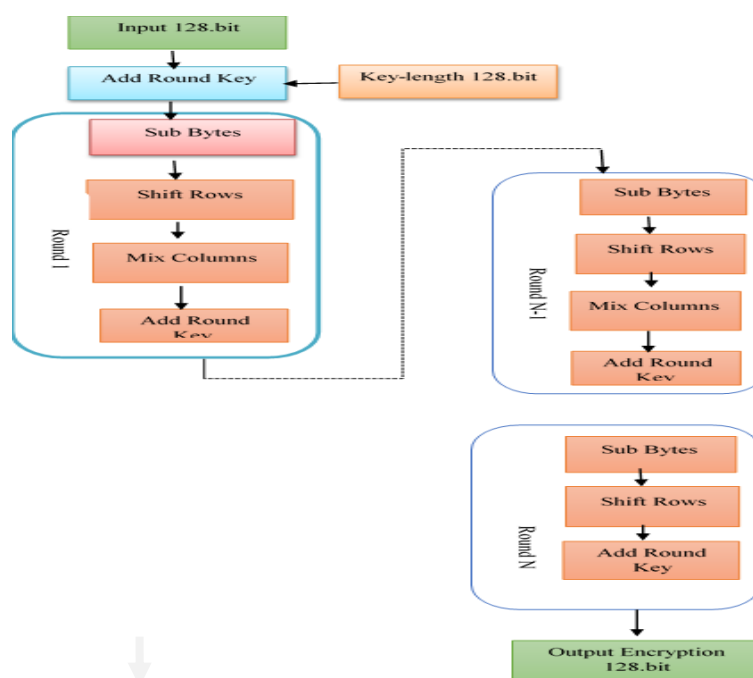 Input 128.bit
Add Round Key
Key-length 128.bit
Sub Bytes
Shift Rows
Mix Columns
Add Round
Key
Round 1
Sub Bytes
Shift Rows
Mix Columns
Add Round
Key
Round N-1
Sub Bytes
Shift Rows
Add Round
Key
Round N
Output Encryption
128.bit